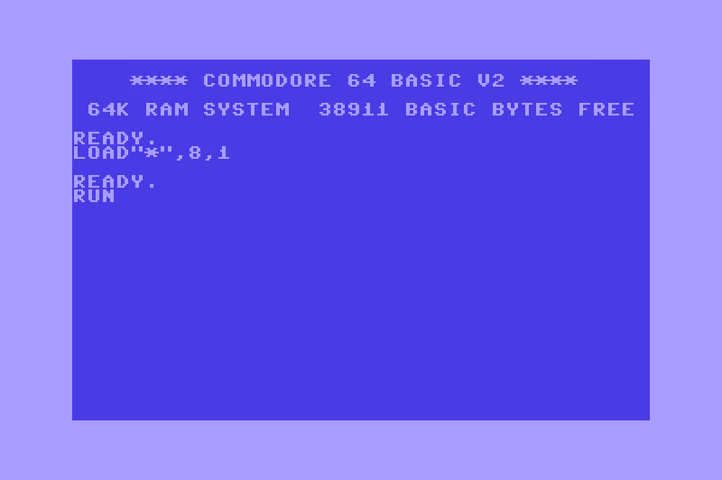 **** COMMODORE 64 BASIC V2 ****
64K RAM SYSTEM  38911 BASIC BYTES FREE
READY.
LOAD"*",8,1
READY.
RUN